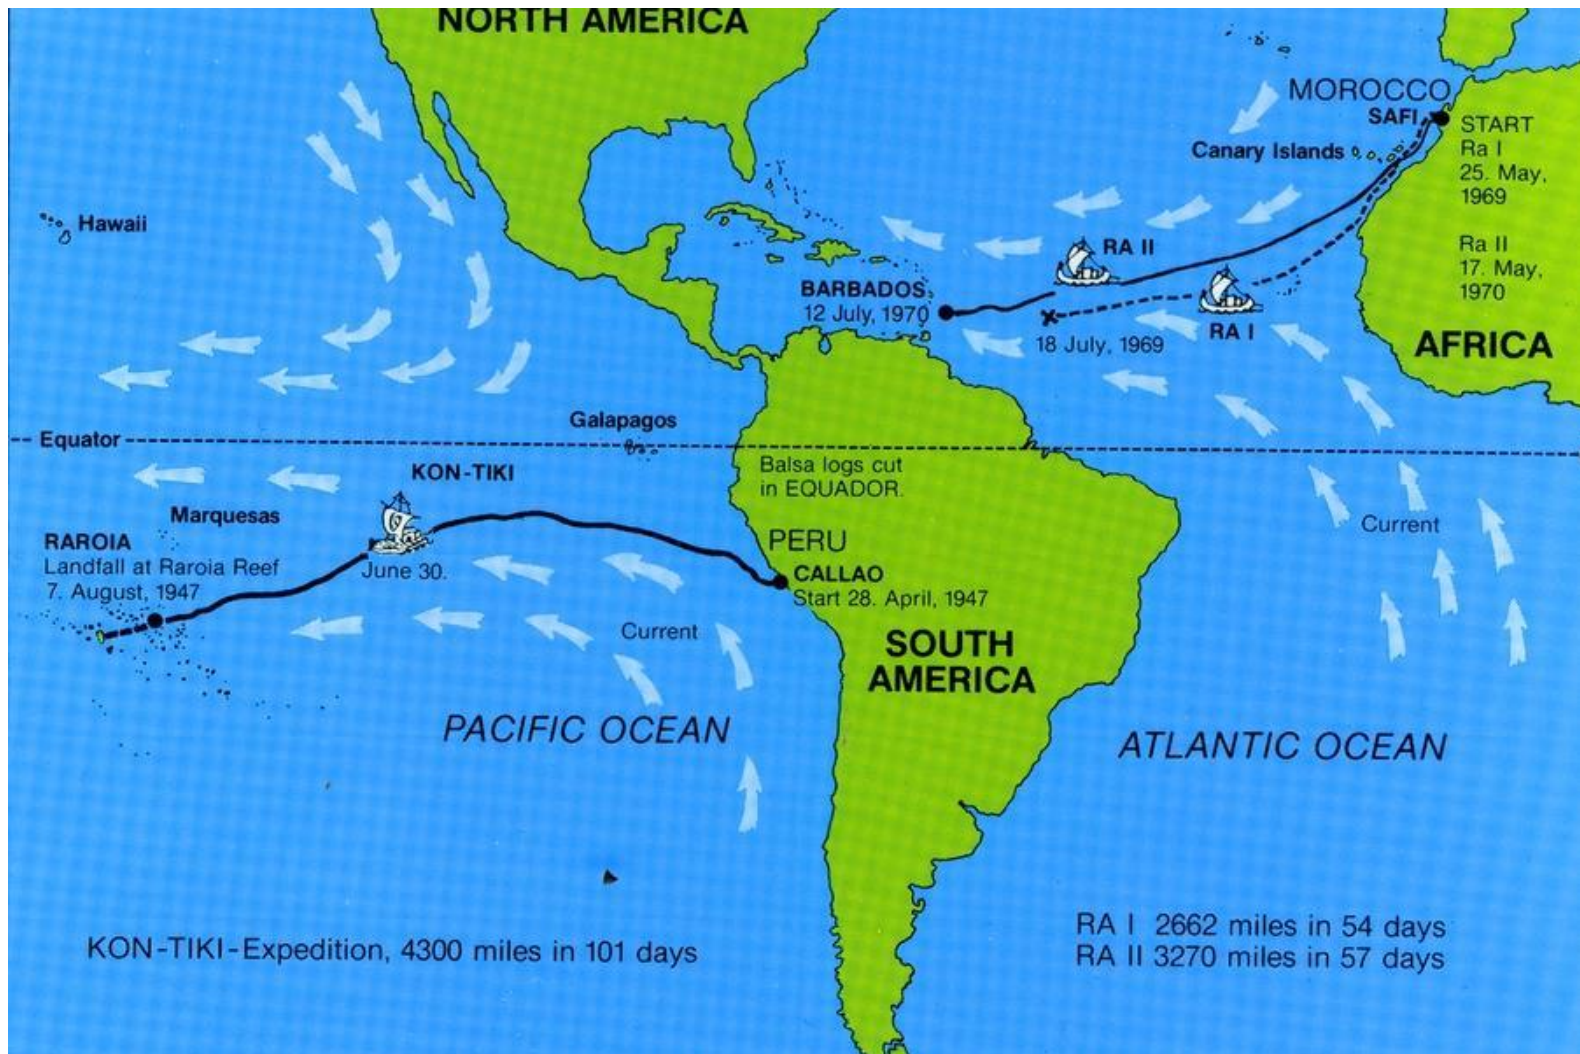 NORTH AMERICA
MOROCCO
SAFI
START
Ra I
25. May,
1969
Ra II
17. May,
1970
Canary Islands
Hawaii
RA II
BARBADOS
12 July, 1970
RA I
18 July, 1969
AFRICA
Galapagos
Equator
KON-TIKI
Balsa logs cut
in EQUADOR.
Marquesas
RAROIA
Landfall at Raroia Reef
7. August, 1947
June 30.
PERU
CALLAO
Start 28. April, 1947
Current
Current
SOUTH
AMERICA
PACIFIC OCEAN
ATLANTIC OCEAN
KON-TIKI-Expedition, 4300 miles in 101 days
RA I 2662 miles in 54 days
RA II 3270 miles in 57 days